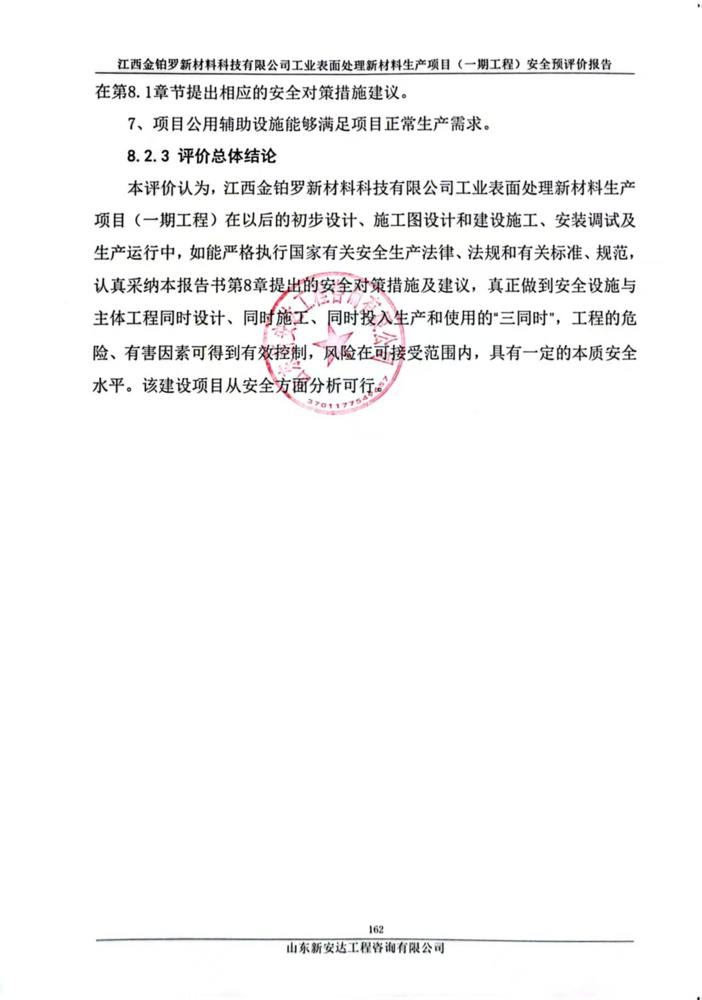 江西金铂罗新材料科技有限公司工业表面处理新材料生产项目（一期工程）安全预评价报告
在第8.1章节提出相应的安全对策措施建议。
7、项目公用辅助设施能够满足项目正常生产需求。
8.2.3 评价总体结论
本评价认为，江西金铂罗新材料科技有限公司工业表面处理新材料生产
项目（一期工程）在以后的初步设计、施工图设计和建设施工、安装调试及
生产运行中，如能严格执行国家有关安全生产法律、法规和有关标准、规范，
认真采纳本报告书第8章提出的安全对策措施及建议，真正做到安全设施与
主体工程同时设计、同时施工、同时投入生产和使用的“三同时”，工程的危
险、有害因素可得到有效控制，风险在可接受范围内，具有一定的本质安全
水平。该建设项目从安全方面分析可行。
山东新安达工程咨询有限公司
162
山东新安达工程咨询有限公司